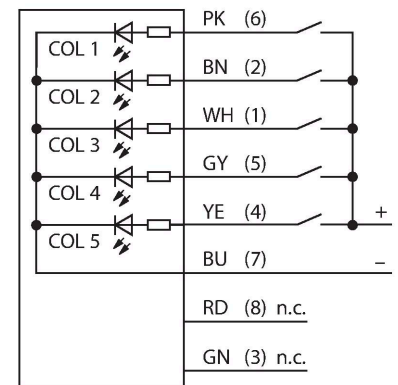 PK (6)
COL 1
BN (2)
COL 2
WH (1)
COL 3
GY (5)
COL 4
YE (4) +
COL 5
BU (7) –
RD (8) n.c.
GN (3) n.c.